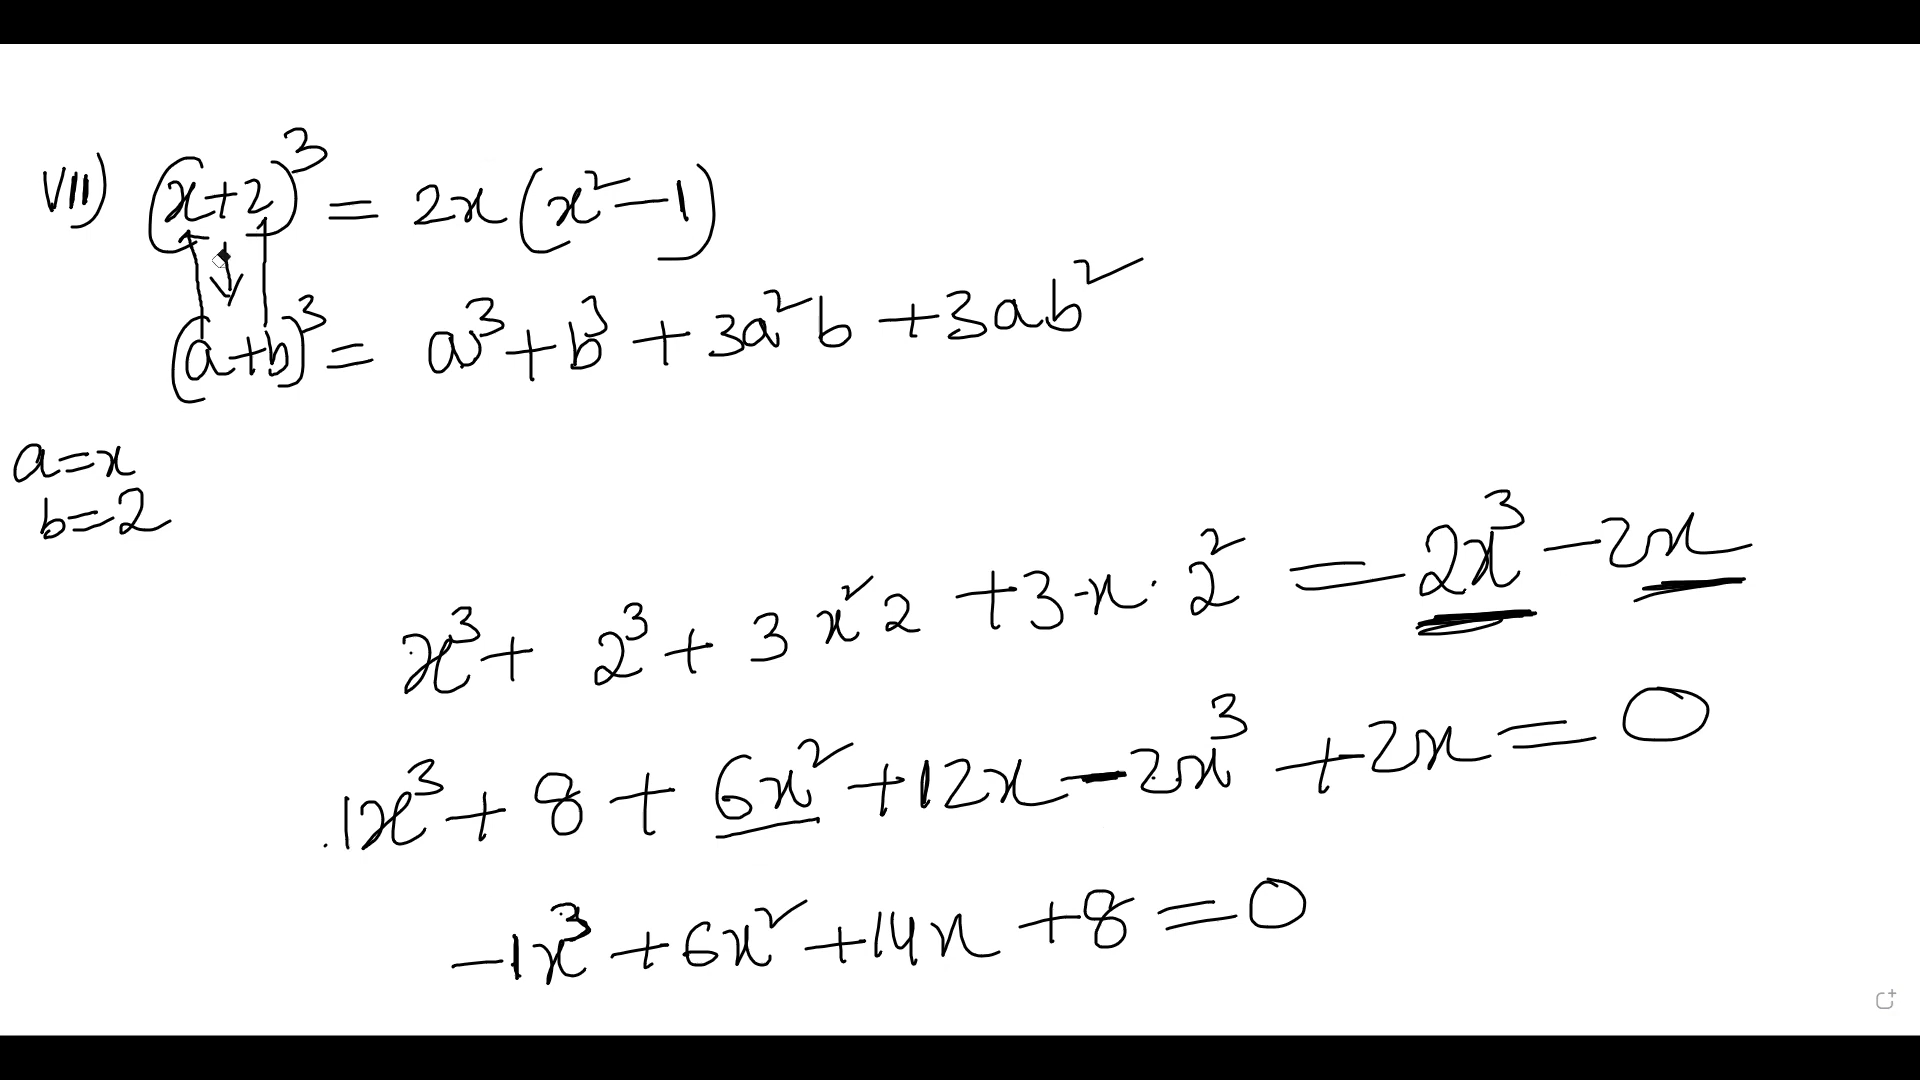 VII) (x+2)³ = 2x(x²-1)
(a+b)³ = a³+b³+3a²b+3ab²
a=x
b=2
x³+2³+3x²2+3·x·2²=2x³-2x
1x³+8+6x²+12x-2x³+2x=0
-1x³+6x²+14x+8=0